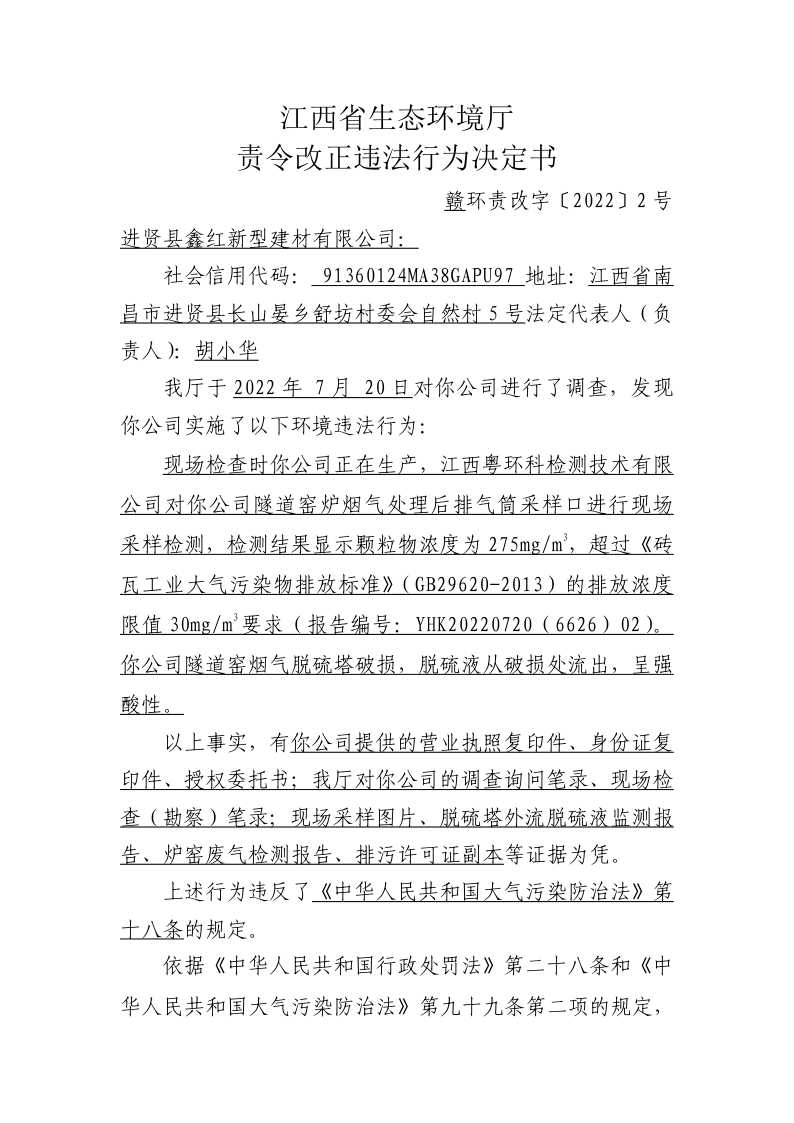 江西省生态环境厅
责令改正违法行为决定书
赣环责改字〔2022〕2 号
进贤县鑫红新型建材有限公司：
社会信用代码： 91360124MA38GAPU97 地址：江西省南
昌市进贤县长山晏乡舒坊村委会自然村 5 号法定代表人（负
责人）：胡小华
我厅于 2022 年 7 月 20 日对你公司进行了调查，发现
你公司实施了以下环境违法行为：
现场检查时你公司正在生产，江西粤环科检测技术有限
公司对你公司隧道窑炉烟气处理后排气筒采样口进行现场
采样检测，检测结果显示颗粒物浓度为 275mg/m³，超过《砖
瓦工业大气污染物排放标准》（GB29620-2013）的排放浓度
限值 30mg/m³要求（报告编号：YHK20220720（6626）02）。
你公司隧道窑烟气脱硫塔破损，脱硫液从破损处流出，呈强
酸性。
以上事实，有你公司提供的营业执照复印件、身份证复
印件、授权委托书；我厅对你公司的调查询问笔录、现场检
查（勘察）笔录；现场采样图片、脱硫塔外流脱硫液监测报
告、炉窑废气检测报告、排污许可证副本等证据为凭。
上述行为违反了《中华人民共和国大气污染防治法》第
十八条的规定。
依据《中华人民共和国行政处罚法》第二十八条和《中
华人民共和国大气污染防治法》第九十九条第二项的规定，